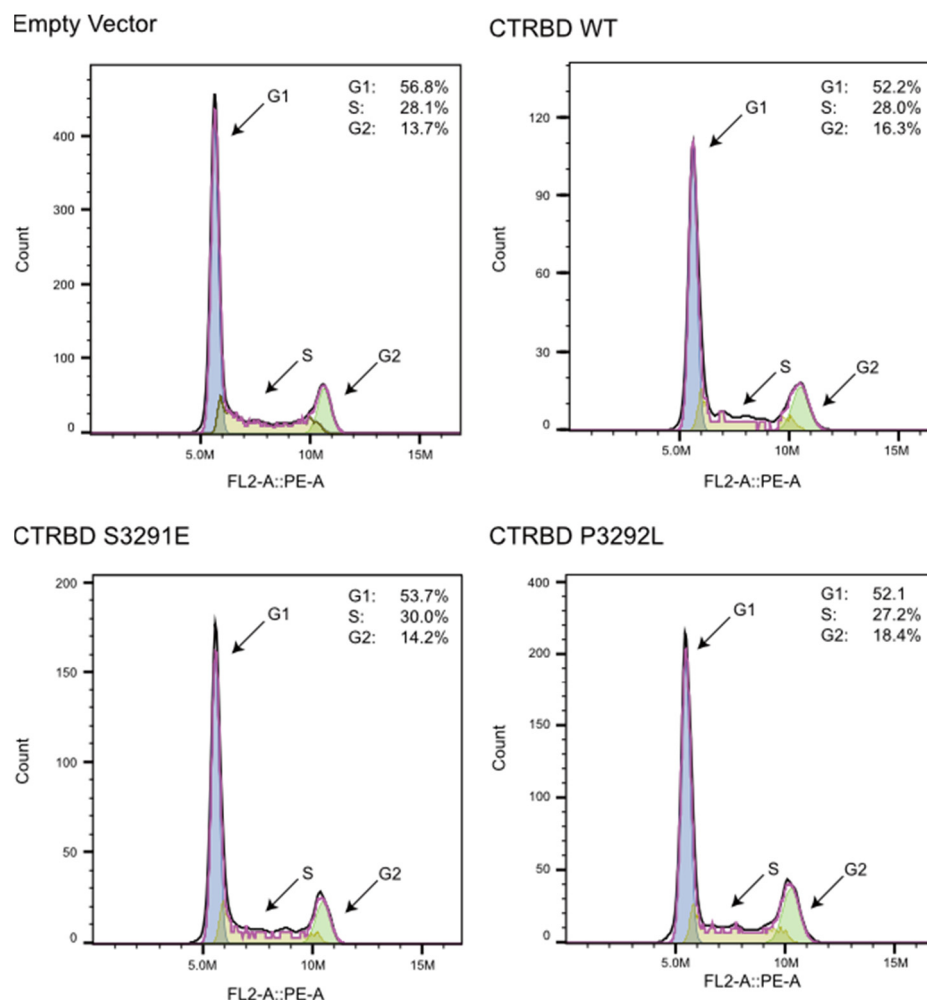 Empty Vector
G1: 56.8%
S: 28.1%
G2: 13.7%
G1
S
G2
400
300
200
100
0
Count
5.0M 10M 15M
FL2-A::PE-A
CTRBD WT
G1: 52.2%
S: 28.0%
G2: 16.3%
G1
S
G2
120
90
60
30
0
Count
5.0M 10M 15M
FL2-A::PE-A
CTRBD S3291E
G1: 53.7%
S: 30.0%
G2: 14.2%
G1
S
G2
200
150
100
50
0
Count
5.0M 10M 15M
FL2-A::PE-A
CTRBD P3292L
G1: 52.1
S: 27.2%
G2: 18.4%
G1
S
G2
400
200
150
100
50
0
Count
5.0M 10M 15M
FL2-A::PE-A